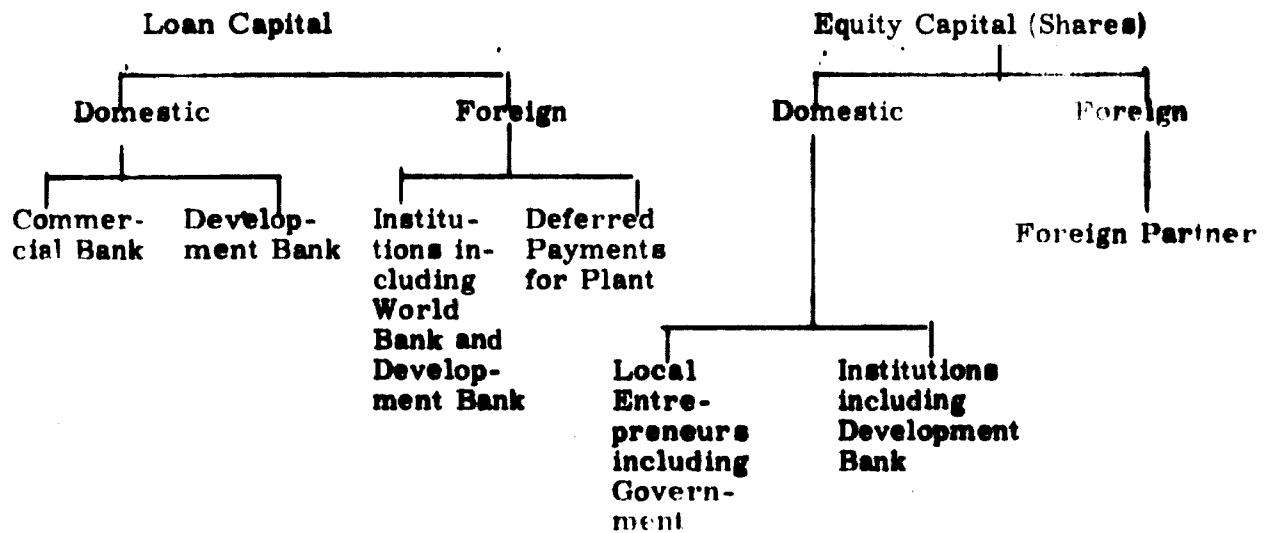 Loan Capital
Equity Capital (Shares)
Domestic
Foreign
Domestic
Foreign
Commer-
cial Bank
Develop-
ment Bank
Institu-
tions in-
cluding
World
Bank and
Develop-
ment Bank
Deferred
Payments
for Plant
Foreign Partner
Local
Entre-
preneurs
including
Govern-
ment
Institutions
including
Development
Bank